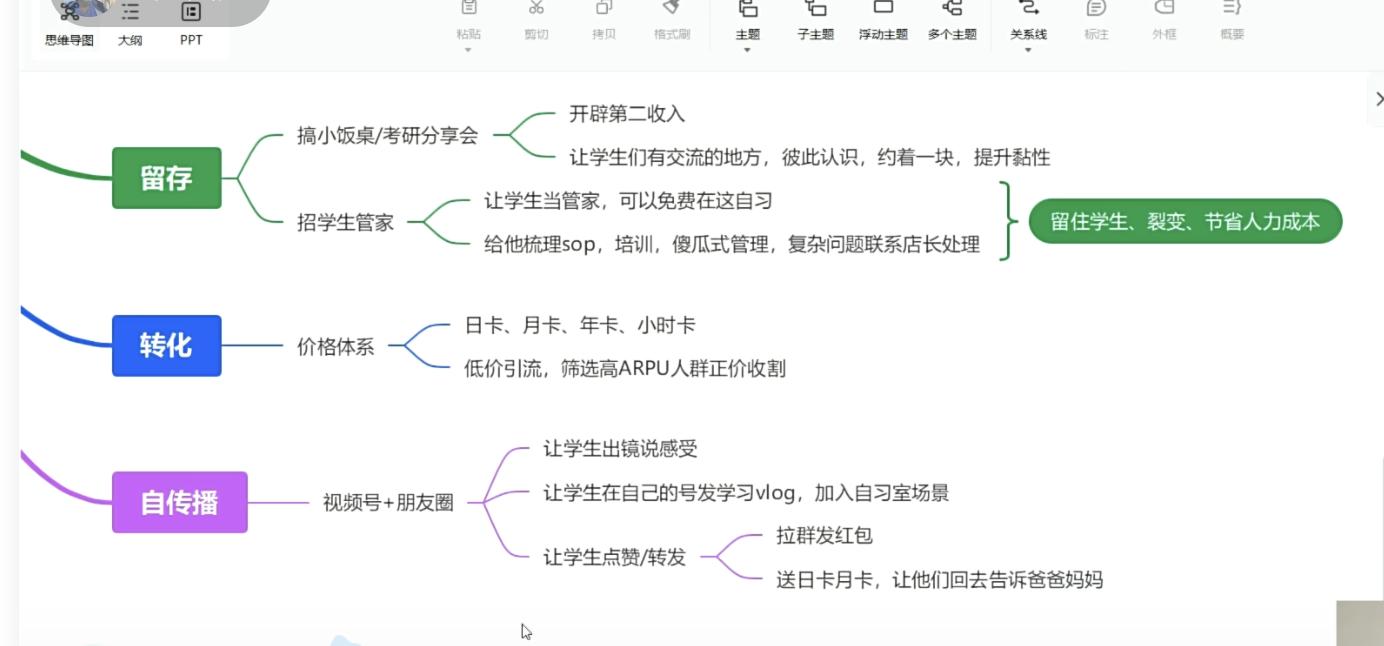 思维导图
大纲
PPT
粘贴
剪切
拷贝
格式刷
主题
子主题
浮动主题
多个主题
关系线
标注
外框
概要
留存
搞小饭桌/考研分享会
开辟第二收入
让学生们有交流的地方，彼此认识，约着一块，提升黏性
招学生管家
让学生当管家，可以免费在这自习
给他梳理sop，培训，傻瓜式管理，复杂问题联系店长处理
留住学生、裂变、节省人力成本
转化
价格体系
日卡、月卡、年卡、小时卡
低价引流，筛选高ARPU人群正价收割
自传播
视频号+朋友圈
让学生出镜说感受
让学生在自己的号发学习vlog，加入自习室场景
让学生点赞/转发
拉群发红包
送日卡月卡，让他们回去告诉爸爸妈妈